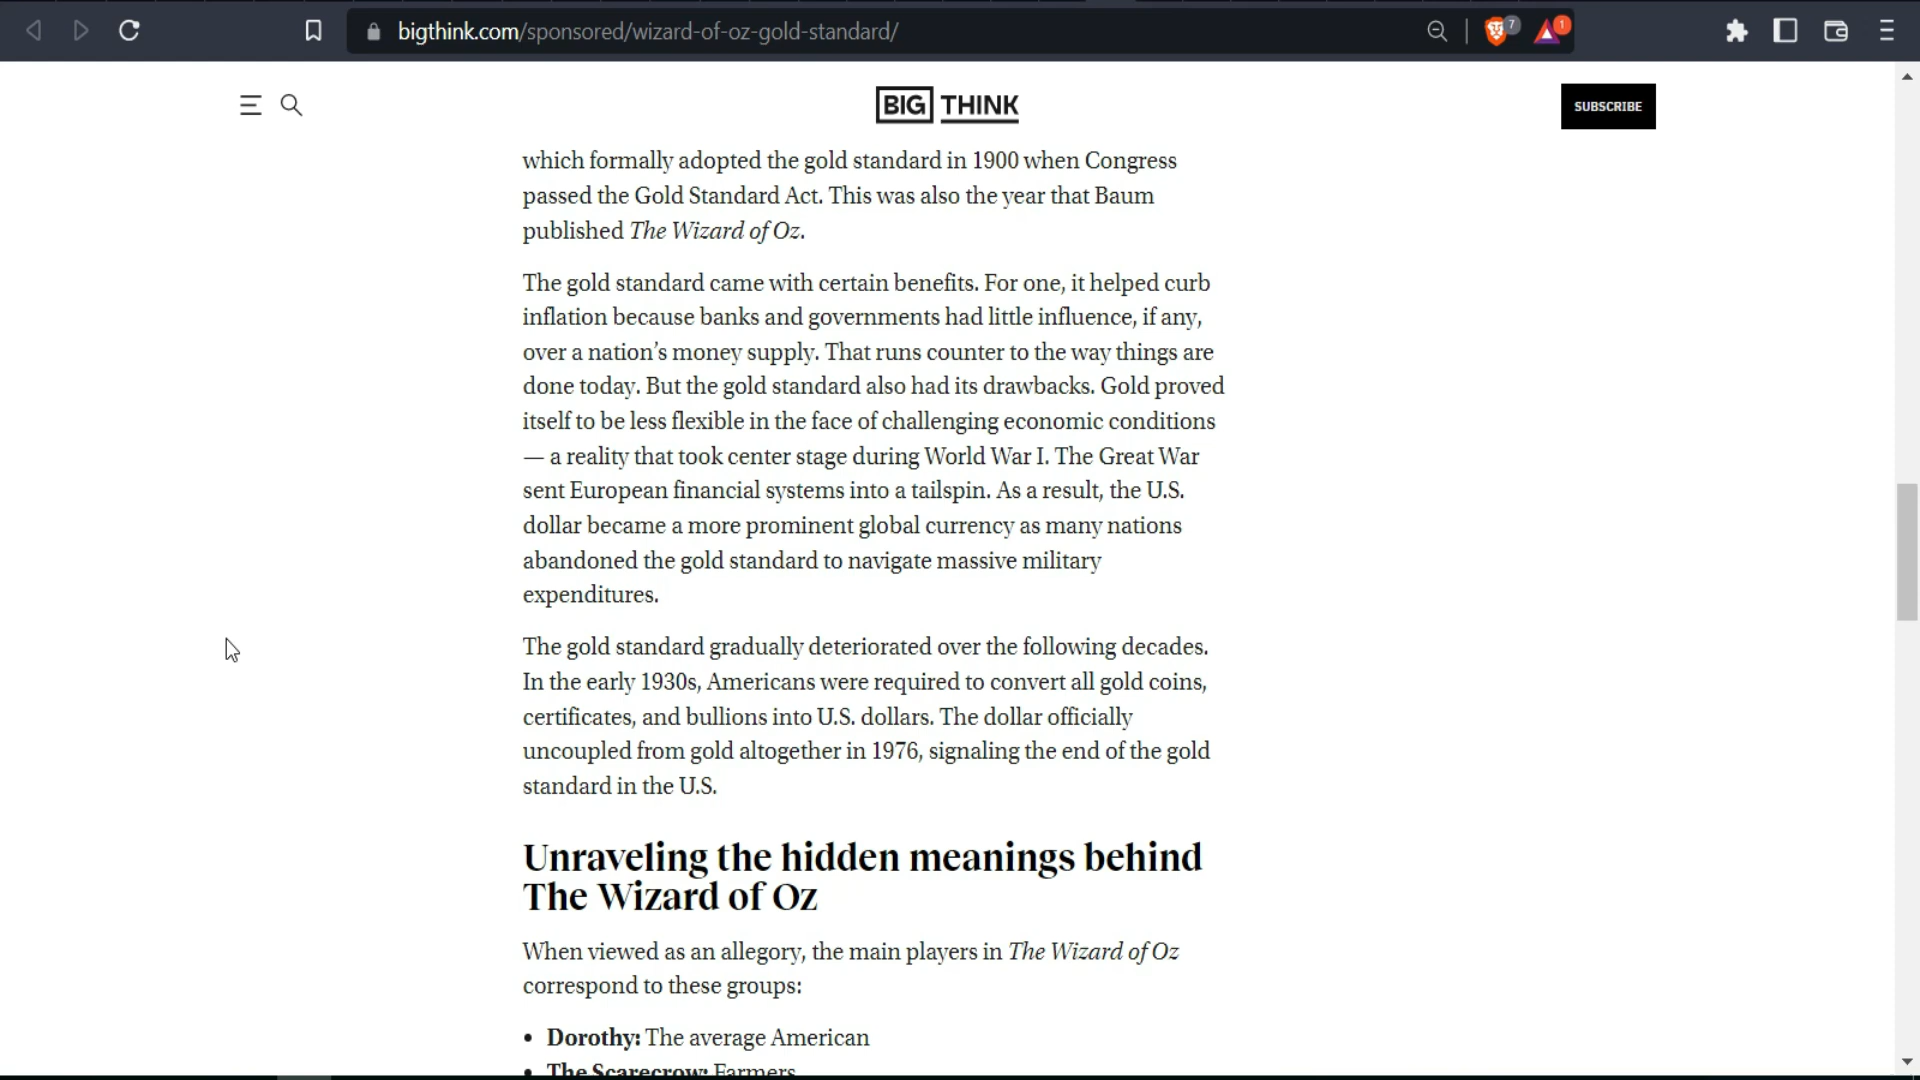 bigthink.com/sponsored/wizard-of-oz-gold-standard/
7
1
BIG THINK
SUBSCRIBE
which formally adopted the gold standard in 1900 when Congress
passed the Gold Standard Act. This was also the year that Baum
published The Wizard of Oz.
The gold standard came with certain benefits. For one, it helped curb
inflation because banks and governments had little influence, if any,
over a nation’s money supply. That runs counter to the way things are
done today. But the gold standard also had its drawbacks. Gold proved
itself to be less flexible in the face of challenging economic conditions
— a reality that took center stage during World War I. The Great War
sent European financial systems into a tailspin. As a result, the U.S.
dollar became a more prominent global currency as many nations
abandoned the gold standard to navigate massive military
expenditures.
The gold standard gradually deteriorated over the following decades.
In the early 1930s, Americans were required to convert all gold coins,
certificates, and bullions into U.S. dollars. The dollar officially
uncoupled from gold altogether in 1976, signaling the end of the gold
standard in the U.S.
Unraveling the hidden meanings behind
The Wizard of Oz
When viewed as an allegory, the main players in The Wizard of Oz
correspond to these groups:
• Dorothy: The average American
• The Scarecrow: Farmers